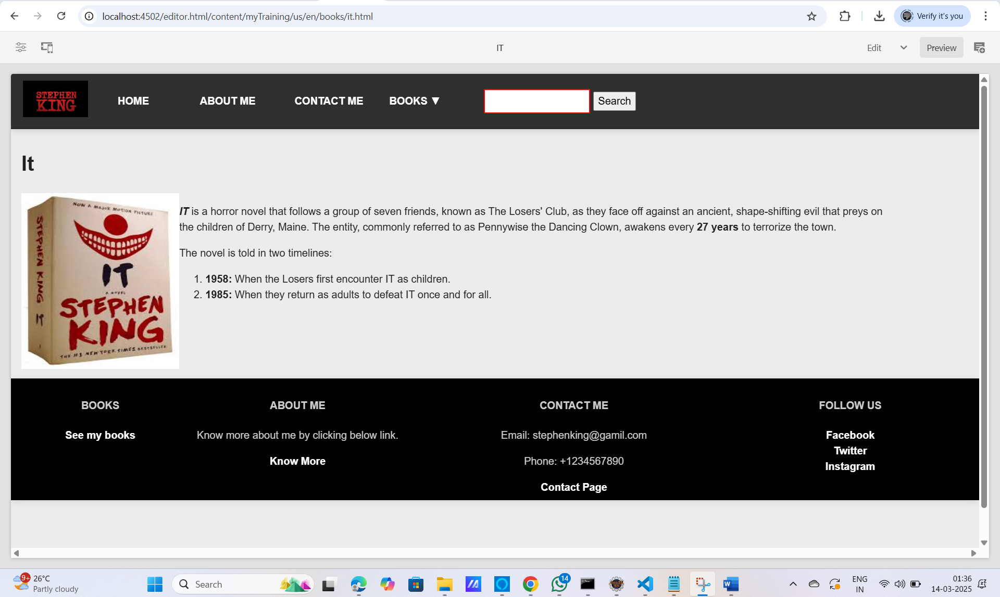 localhost:4502/editor.html/content/myTraining/us/en/books/it.html
Verify it's you
IT
Edit
Preview
STEPHEN
KING
HOME
ABOUT ME
CONTACT ME
BOOKS ▼
Search
It
NOW A MAJOR MOTION PICTURE
STEPHEN KING IT
IT
A NOVEL
STEPHEN
KING
THE #1 NEW YORK TIMES BESTSELLER
IT is a horror novel that follows a group of seven friends, known as The Losers' Club, as they face off against an ancient, shape-shifting evil that preys on
the children of Derry, Maine. The entity, commonly referred to as Pennywise the Dancing Clown, awakens every 27 years to terrorize the town.
The novel is told in two timelines:
1. 1958: When the Losers first encounter IT as children.
2. 1985: When they return as adults to defeat IT once and for all.
BOOKS
See my books
ABOUT ME
Know more about me by clicking below link.
Know More
CONTACT ME
Email: stephenking@gamil.com
Phone: +1234567890
Contact Page
FOLLOW US
Facebook
Twitter
Instagram
9+
26°C
Partly cloudy
Search
14
W
ENG
IN
01:36
14-03-2025